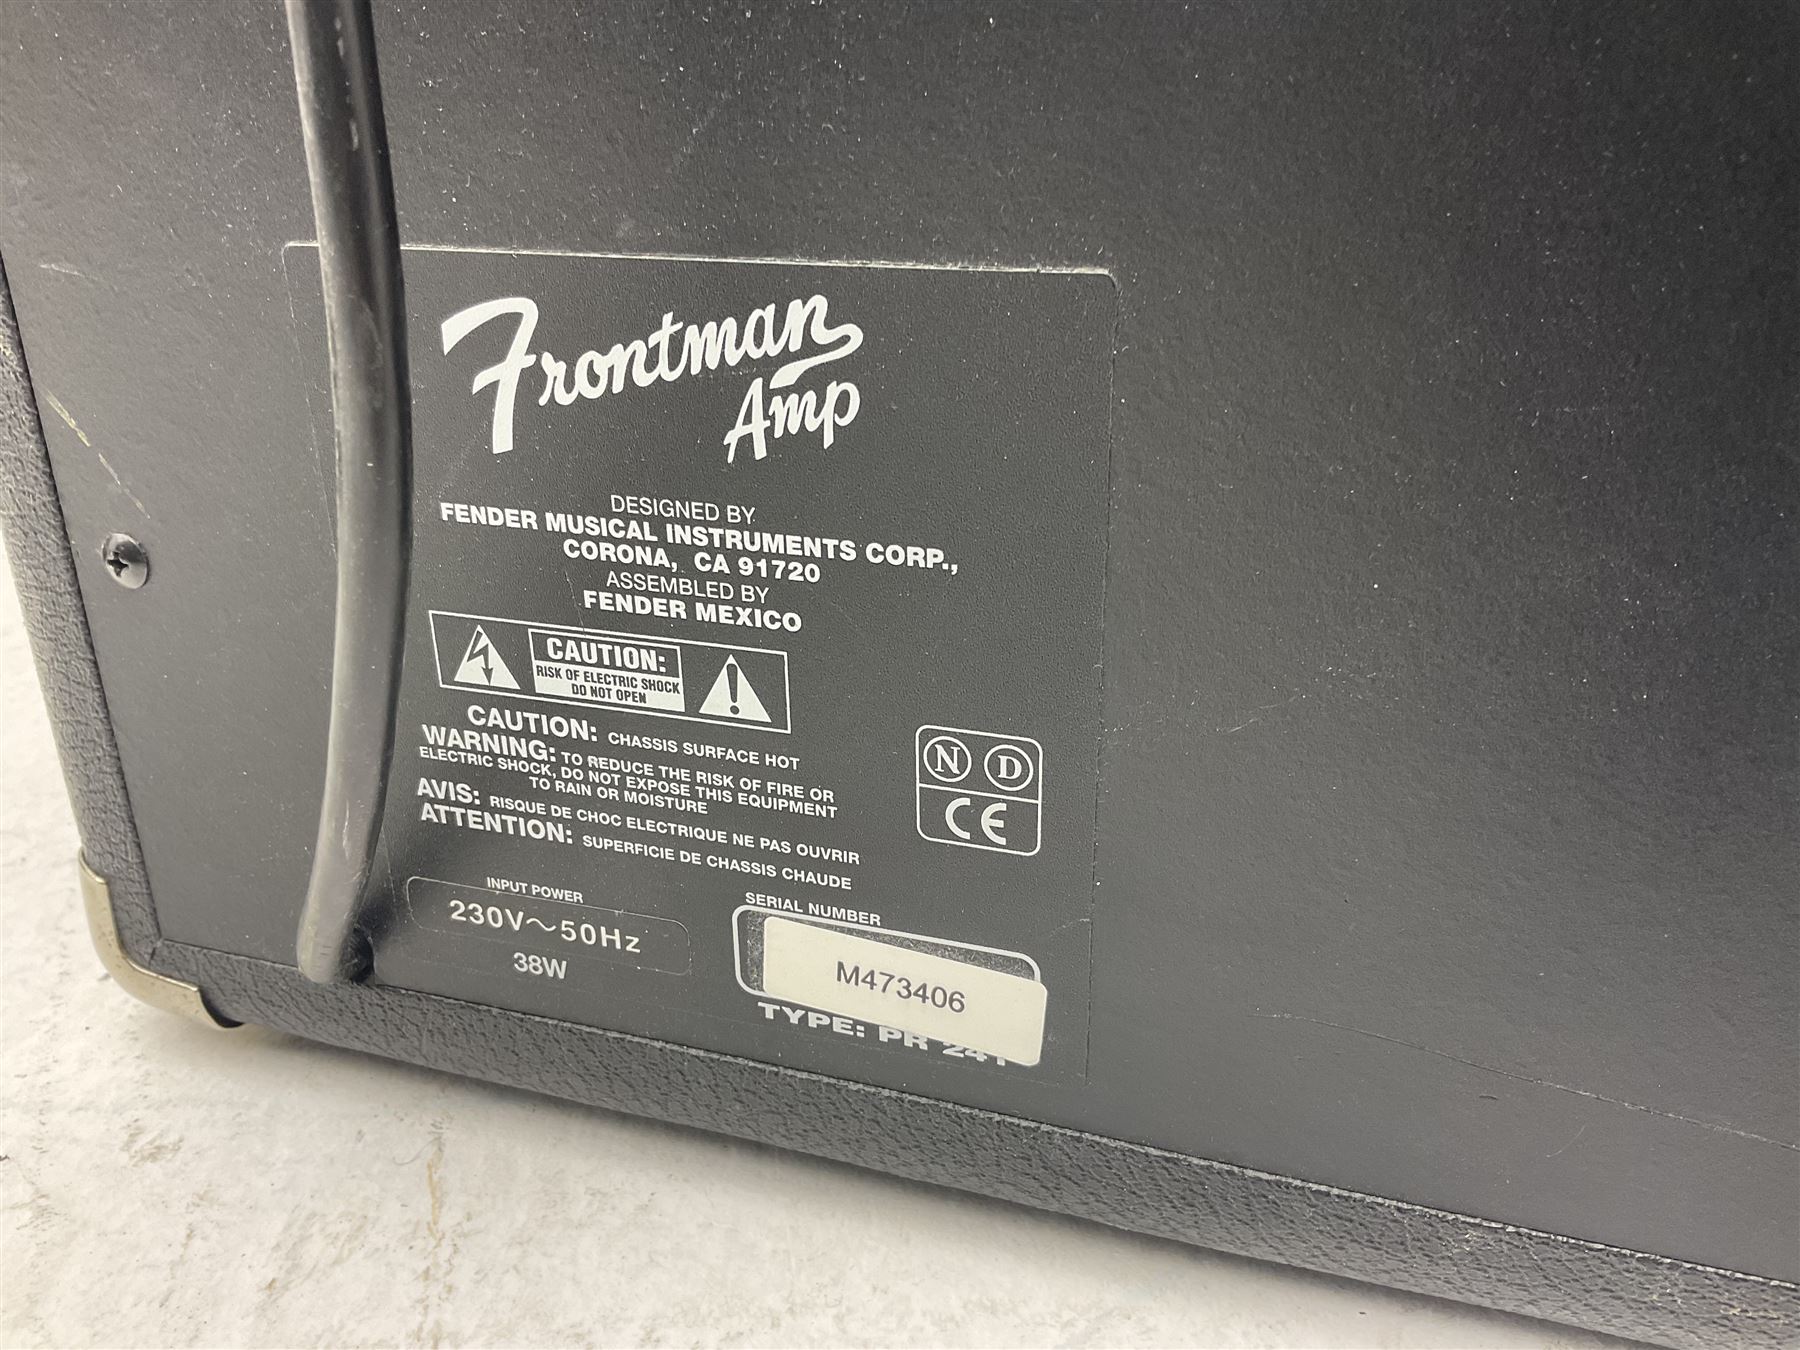 Frontman
Amp
DESIGNED BY
FENDER MUSICAL INSTRUMENTS CORP.,
CORONA, CA 91720
ASSEMBLED BY
FENDER MEXICO
CAUTION:
RISK OF ELECTRIC SHOCK
DO NOT OPEN
CAUTION: CHASSIS SURFACE HOT
WARNING: TO REDUCE THE RISK OF FIRE OR
ELECTRIC SHOCK, DO NOT EXPOSE THIS EQUIPMENT
TO RAIN OR MOISTURE
AVIS: RISQUE DE CHOC ELECTRIQUE NE PAS OUVRIR
ATTENTION: SUPERFICIE DE CHASSIS CHAUDE
N D
CE
INPUT POWER
230V~50Hz
38W
SERIAL NUMBER
M473406
TYPE: PR 241